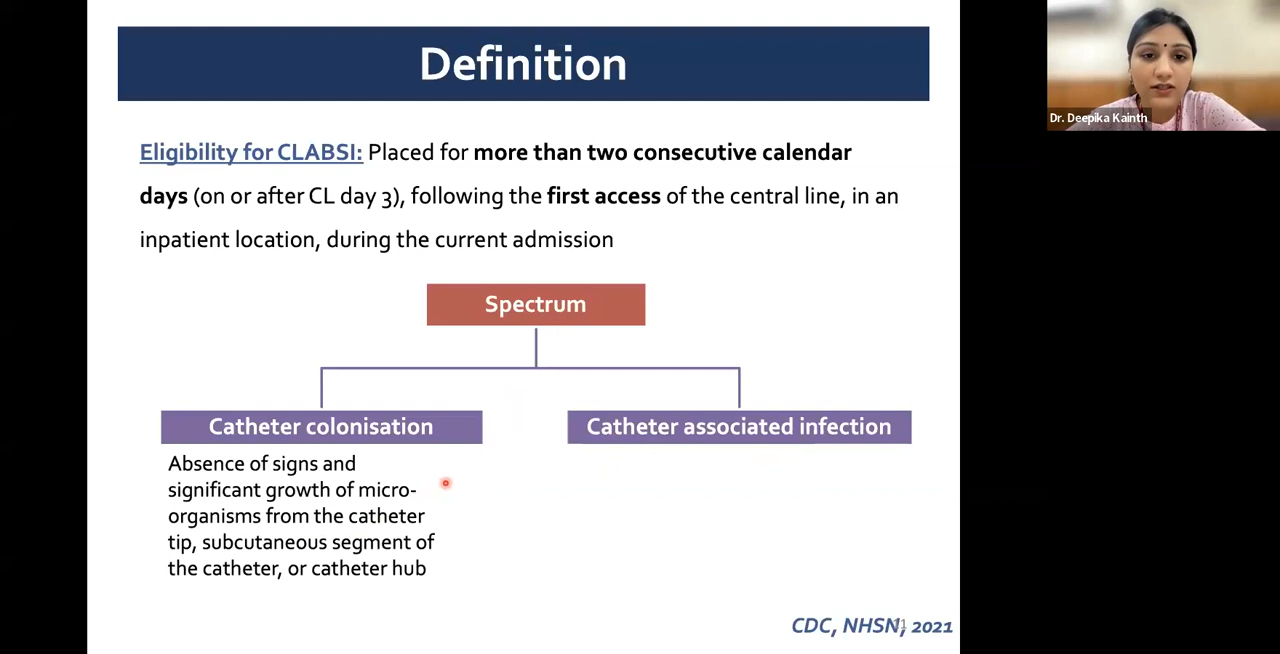 Definition
Dr. Deepika Kainth
Eligibility for CLABSI: Placed for more than two consecutive calendar
days (on or after CL day 3), following the first access of the central line, in an
inpatient location, during the current admission
Spectrum
Catheter colonisation
Catheter associated infection
Absence of signs and
significant growth of micro-
organisms from the catheter
tip, subcutaneous segment of
the catheter, or catheter hub
CDC, NHSN, 2021